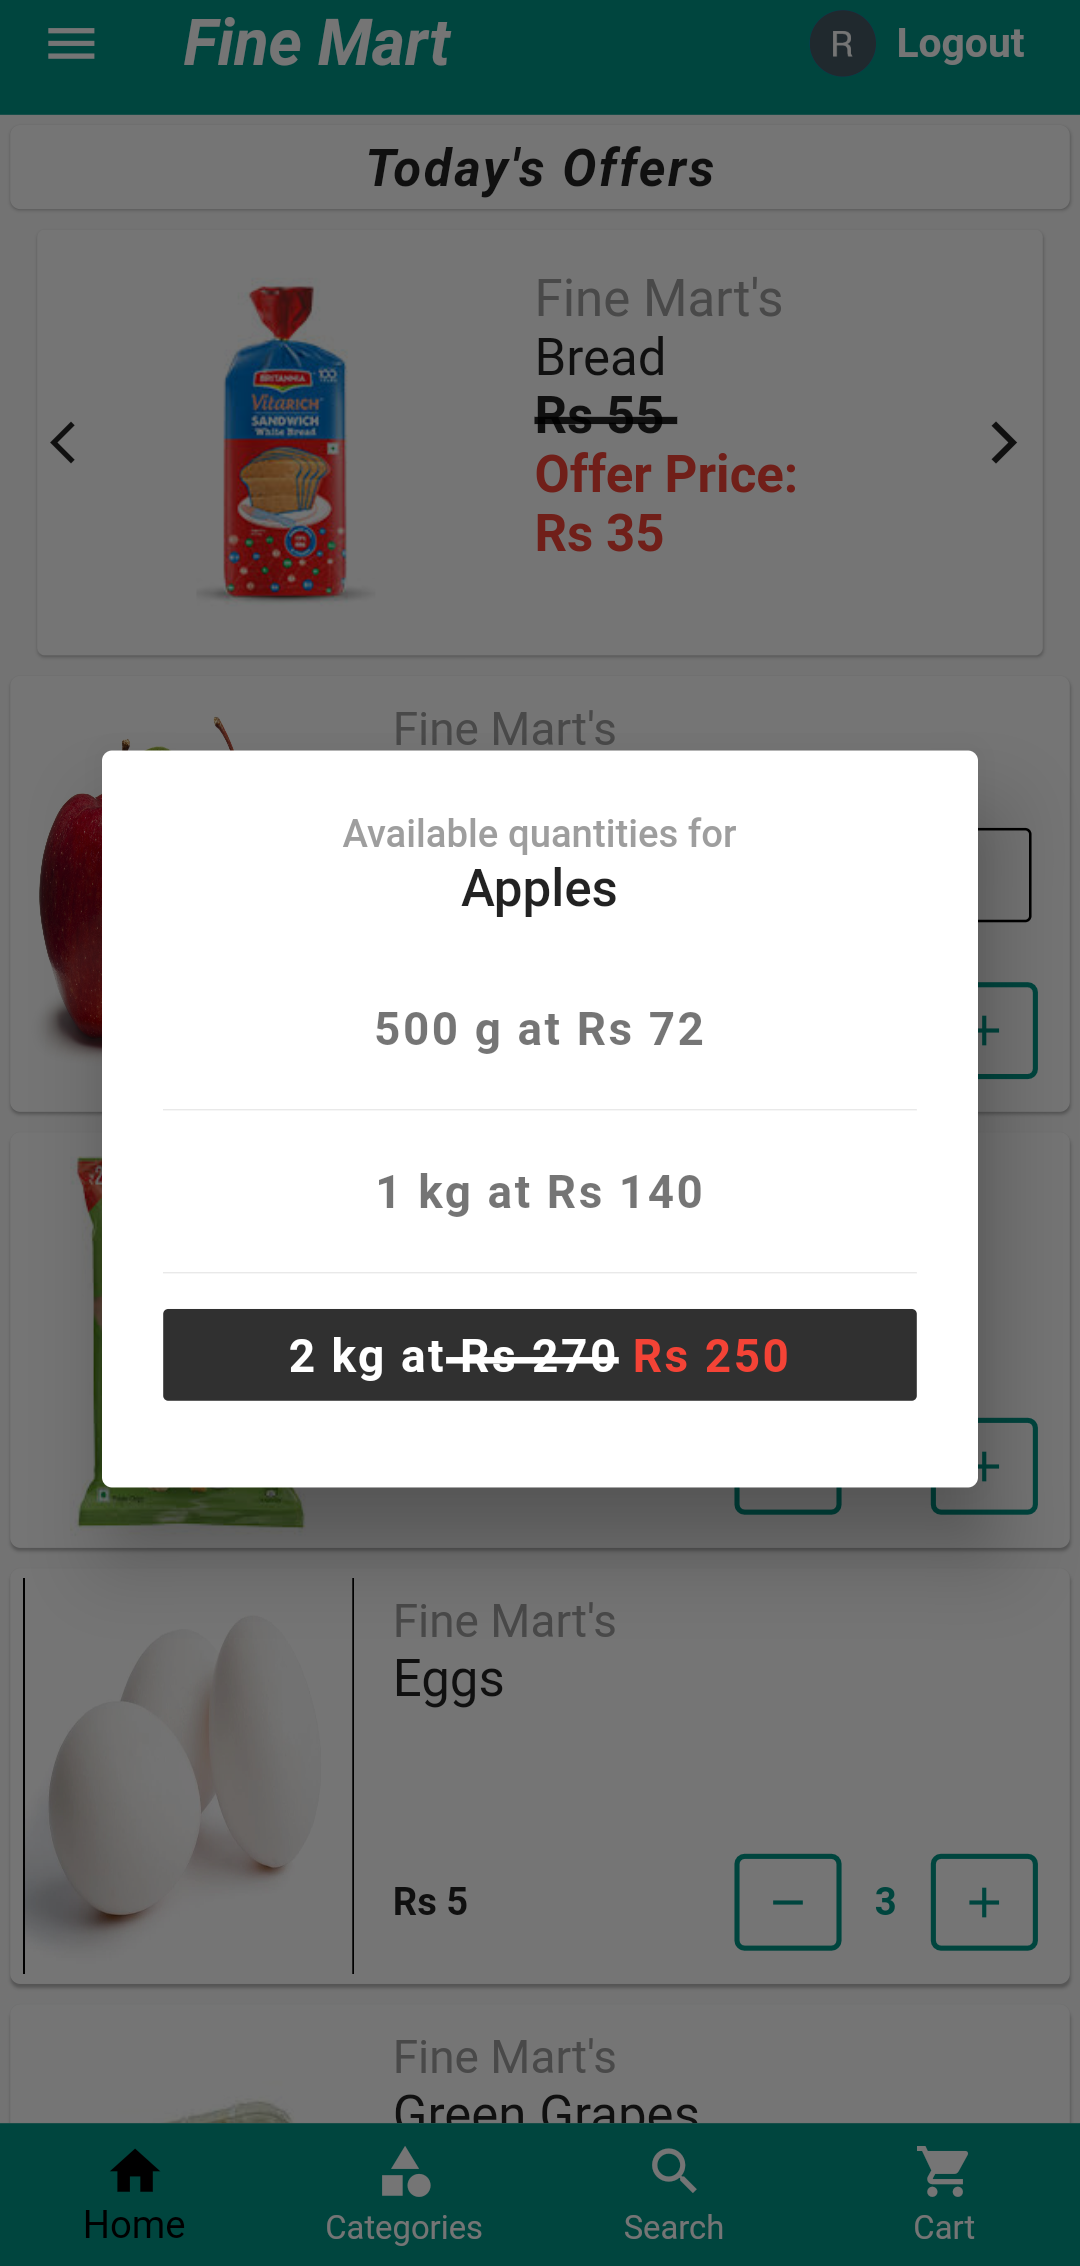 Fine Mart
R Logout
Today's Offers
Fine Mart's
Bread
Rs 55
Offer Price:
Rs 35
BRITANNIA
100
VitaRICH
SANDWICH
White Bread
Fine Mart's
Available quantities for
Apples
500 g at Rs 72
1 kg at Rs 140
2 kg at Rs 270 Rs 250
Fine Mart's
Eggs
Rs 5
3
Fine Mart's
Green Grapes
Home
Categories
Search
Cart